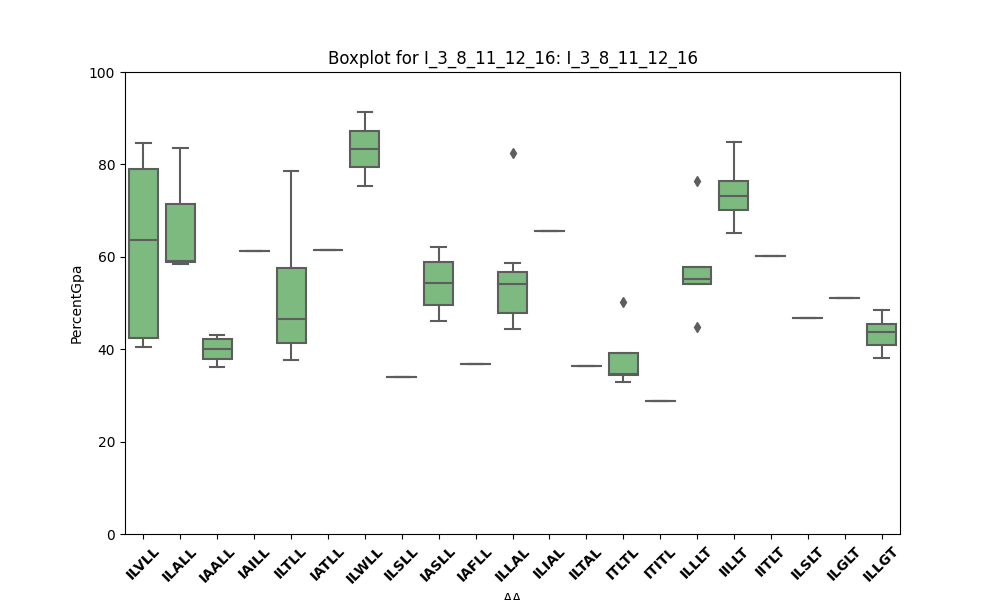 Boxplot for I_3_8_11_12_16: I_3_8_11_12_16
100
80
60
40
20
0
PercentGpa
ILVLL ILALL IAALL IAILL ILTLL IATLL ILWLL ILSLL IASLL IAFLL ILLAL ILIAL ILTAL ITLTL ITITL ILLLT IILLT IITLT ILSLT ILGLT ILLGT
AA